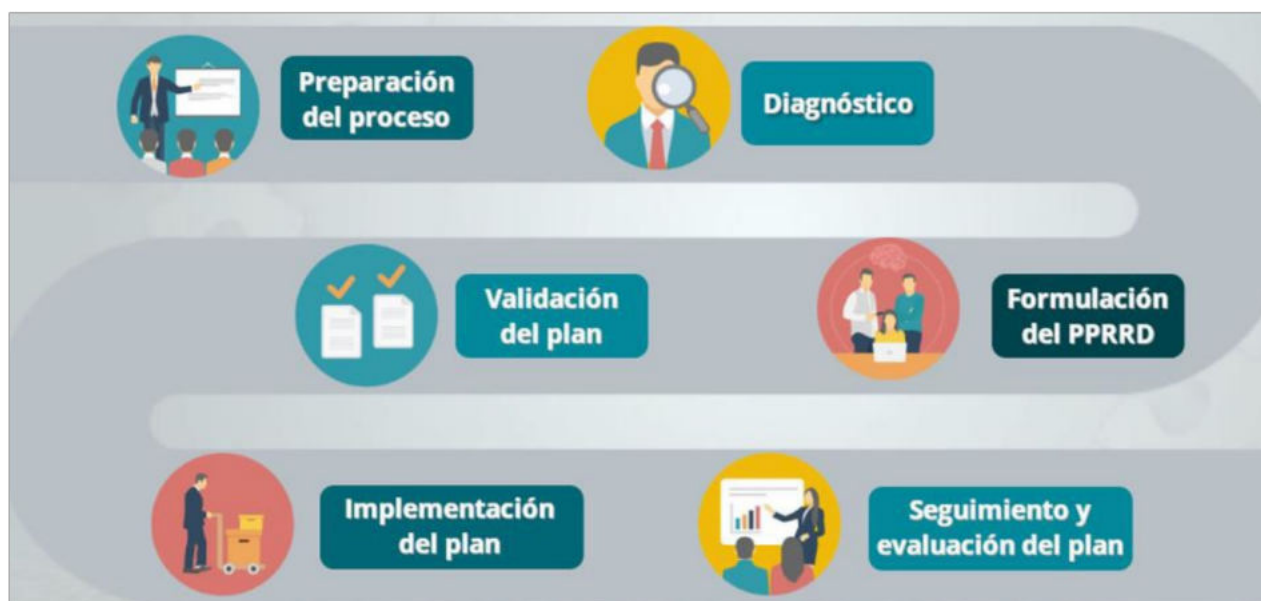 Preparación
del proceso
Diagnóstico
Formulación
del PPRRD
Validación
del plan
Implementación
del plan
Seguimiento y
evaluación del plan